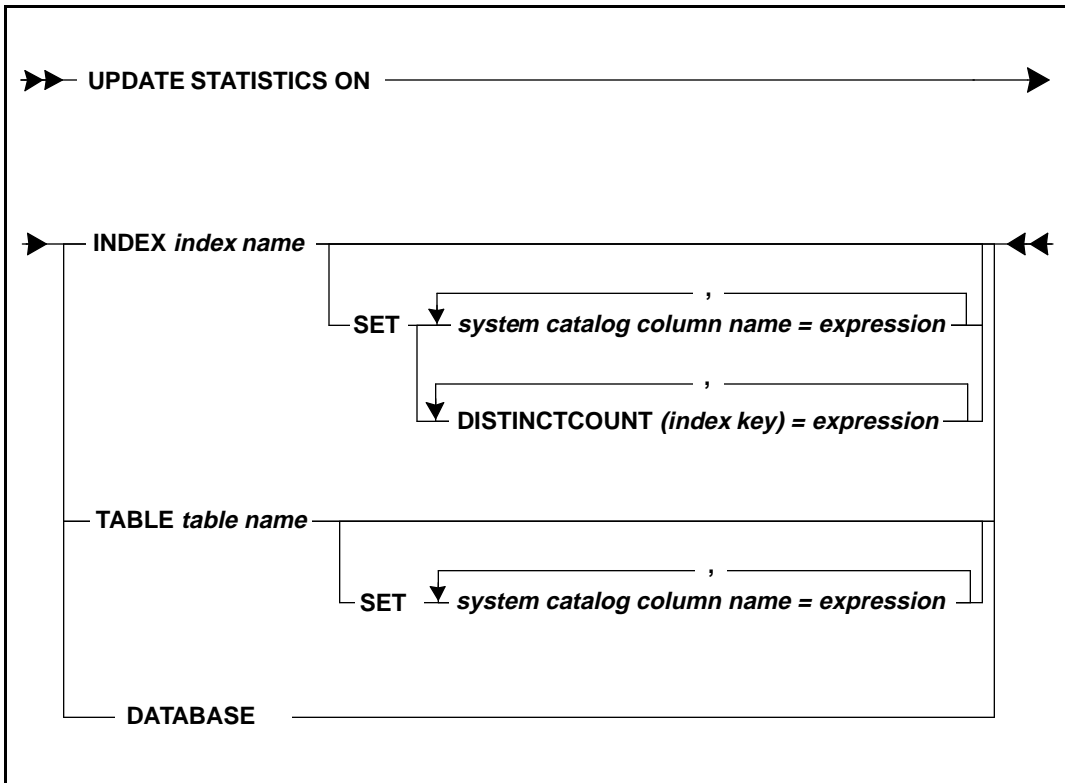 UPDATE STATISTICS ON
INDEX index name
,
SET system catalog column name = expression
,
DISTINCTCOUNT (index key) = expression
TABLE table name
,
SET system catalog column name = expression
DATABASE